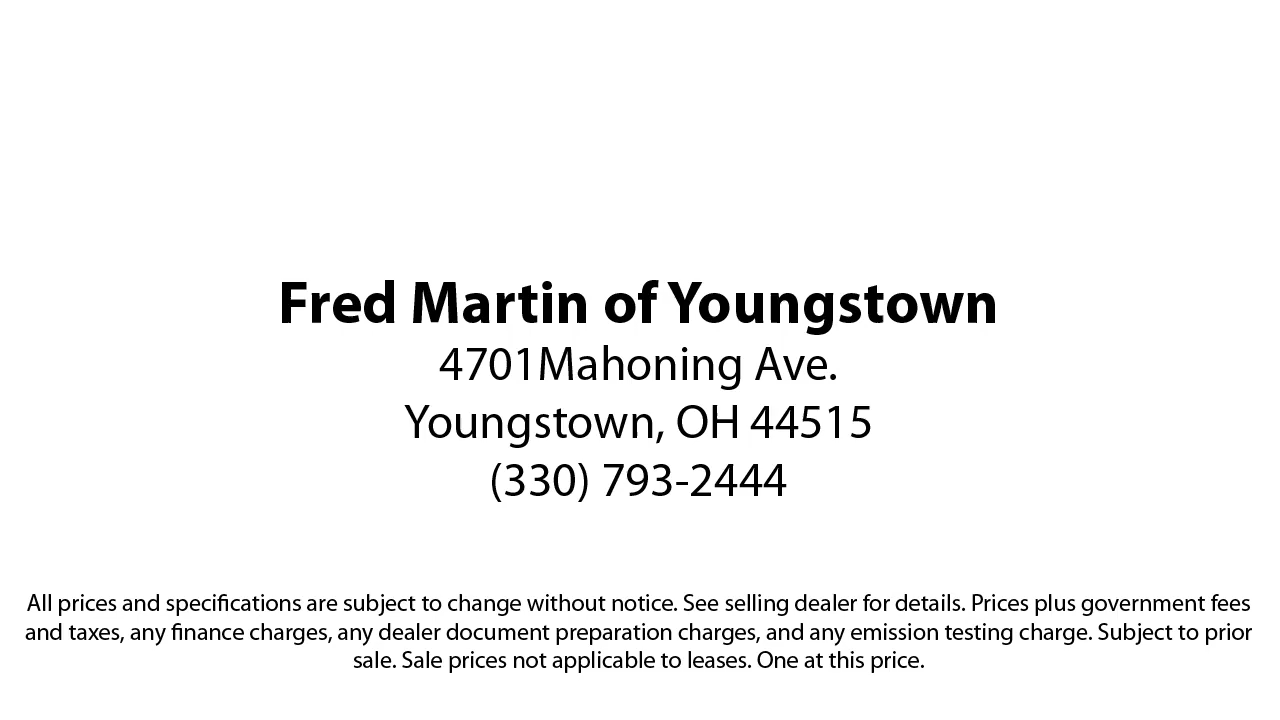 Fred Martin of Youngstown
4701Mahoning Ave.
Youngstown, OH 44515
(330) 793-2444
All prices and specifications are subject to change without notice. See selling dealer for details. Prices plus government fees
and taxes, any finance charges, any dealer document preparation charges, and any emission testing charge. Subject to prior
sale. Sale prices not applicable to leases. One at this price.